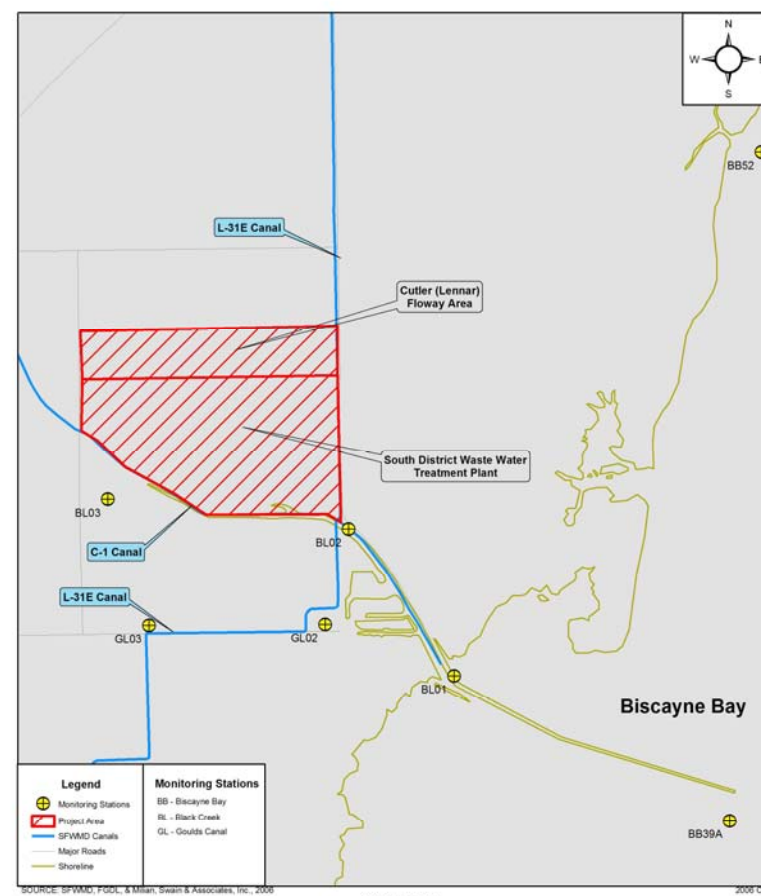 N
W
E
S
BB52
L-31E Canal
Cutler (Lennar)
Floway Area
South District Waste Water
Treatment Plant
BL03
BL02
C-1 Canal
L-31E Canal
GL03
GL02
BL01
Biscayne Bay
BB39A
Legend
Monitoring Stations
Project Area
SFWMD Canals
Major Roads
Shoreline
Monitoring Stations
BB - Biscayne Bay
BL - Black Creek
GL - Goulds Canal
SOURCE: SFWMD, FGDL, & Milian, Swain & Associates, Inc., 2006
2006 C